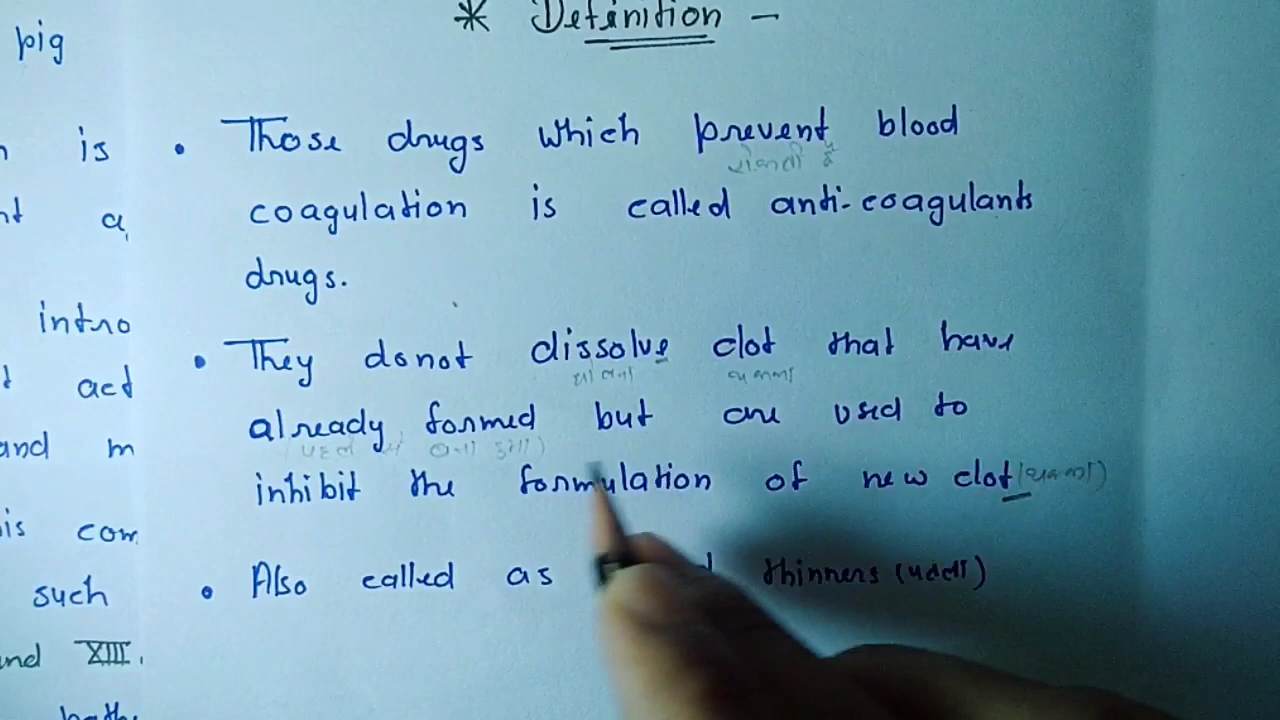 pig
is
a
intro
act
and m
is com
such
and XIII.
* Definition -
• Those drugs which prevent blood
coagulation is called anti-coagulants
drugs.
• They donot dissolve clot that have
already formed but are used to
inhibit the formulation of new clot
• Also called as thinners